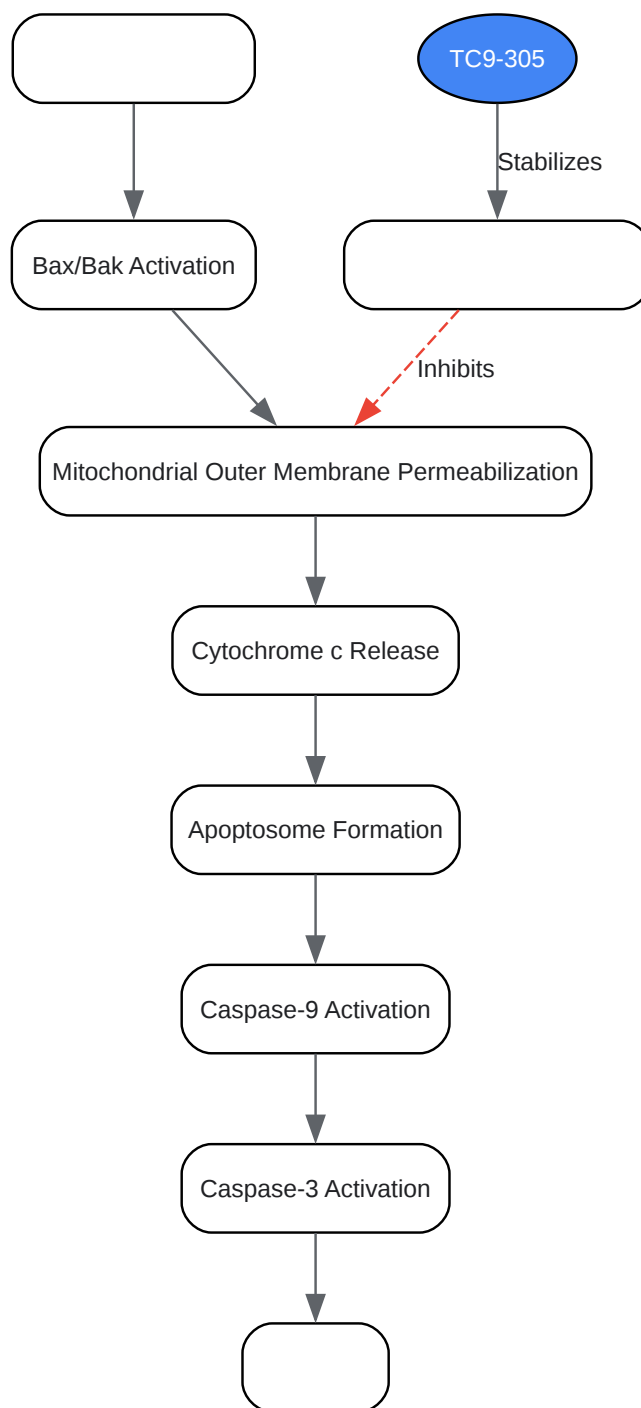 TC9-305
Stabilizes
Bax/Bak Activation
Inhibits
Mitochondrial Outer Membrane Permeabilization
Cytochrome c Release
Apoptosome Formation
Caspase-9 Activation
Caspase-3 Activation